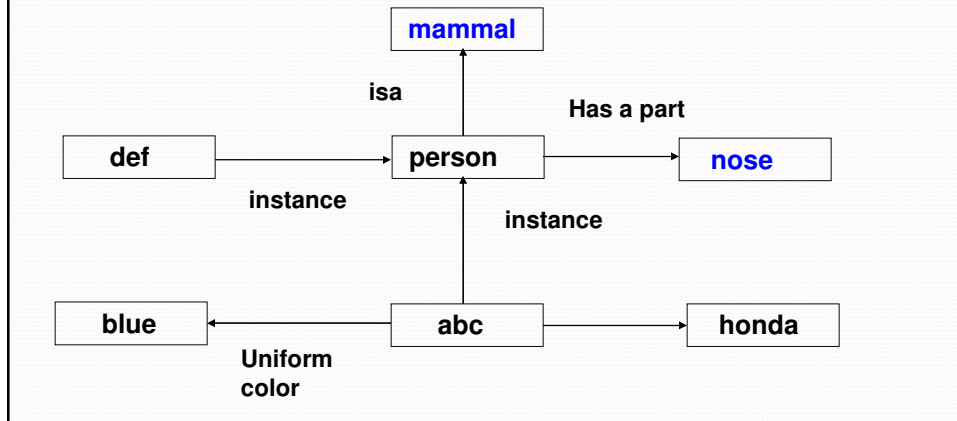 mammal
isa
Has a part
def
person
nose
instance
instance
blue
abc
honda
Uniform
color